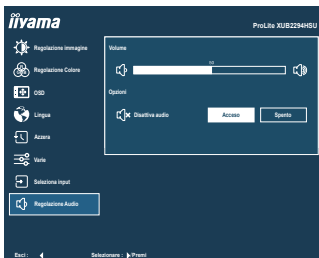 iiyama
ProLite XUB2294HSU
Regolazione immagine
Regolazione Colore
OSD
Lingua
Azzera
Varie
Seleziona input
Regolazione Audio
Volume
50
Opzioni
Disattiva audio
Acceso
Spento
Esci :
Selezionare :
/Premi